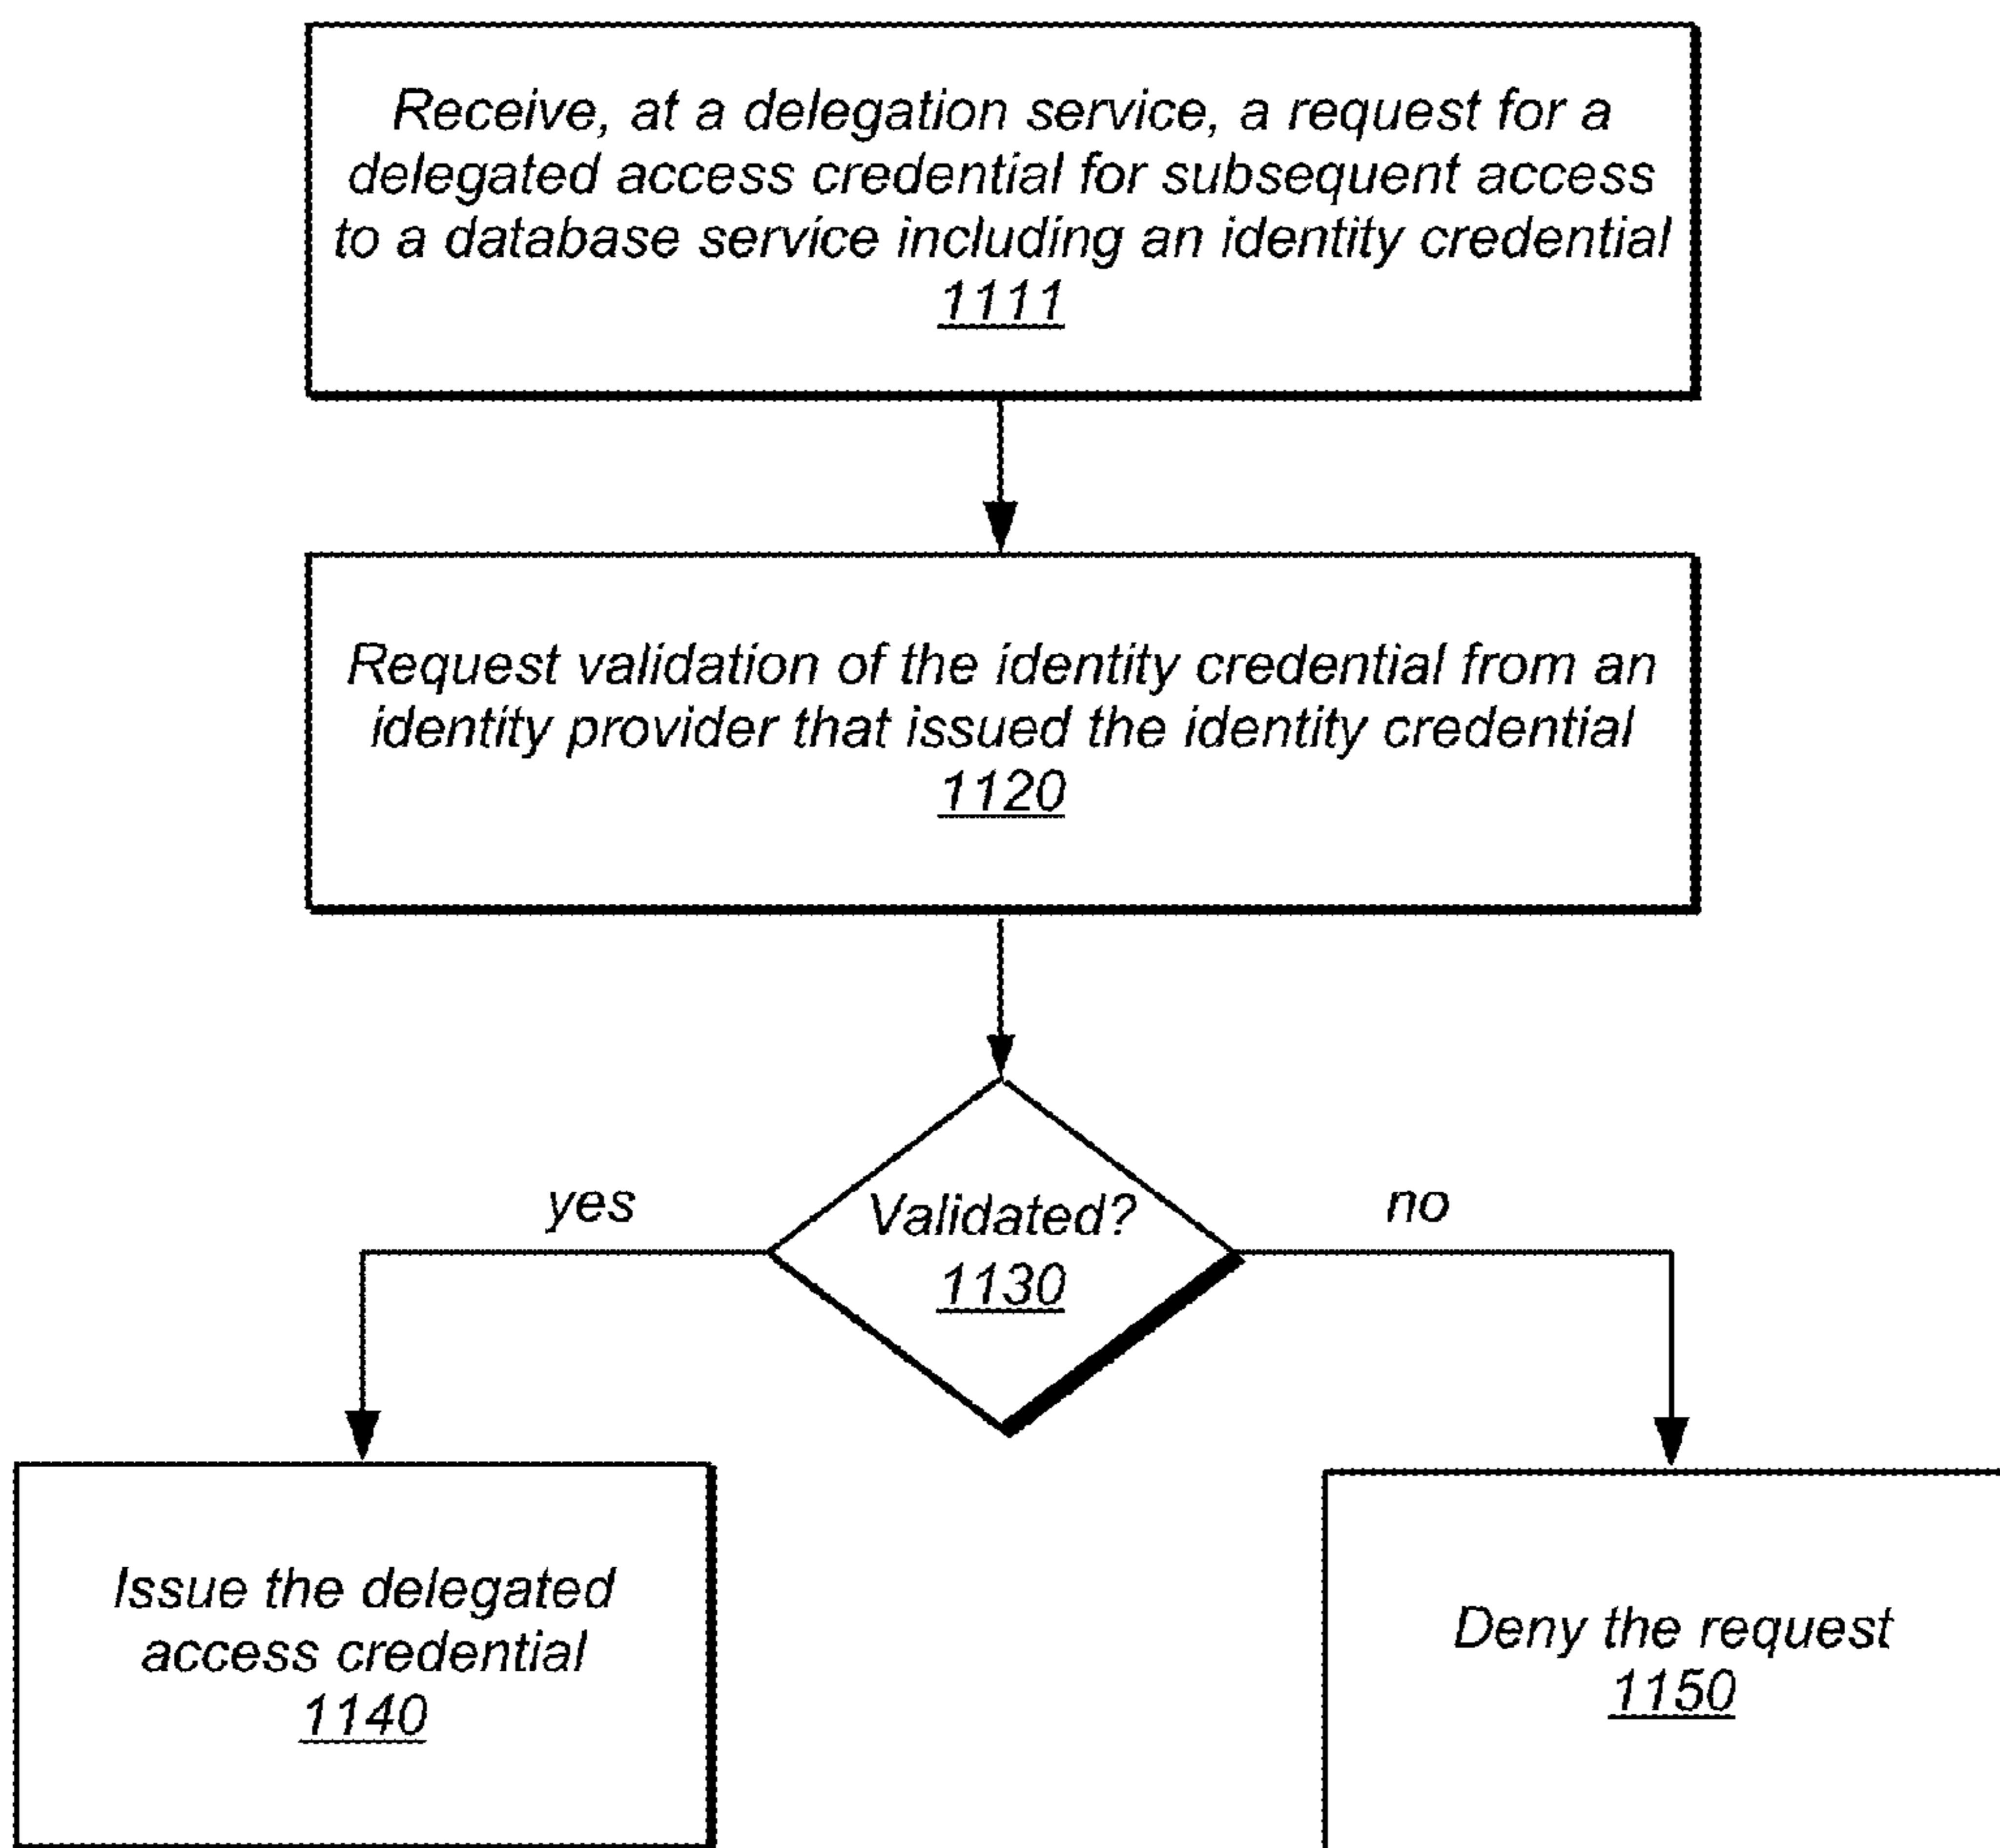 Receive, at a delegation service, a request for a
delegated access credential for subsequent access
to a database service including an identity credential
1111
Request validation of the identity credential from an
identity provider that issued the identity credential
1120
Validated?
1130
yes
no
Issue the delegated
access credential
1140
Deny the request
1150